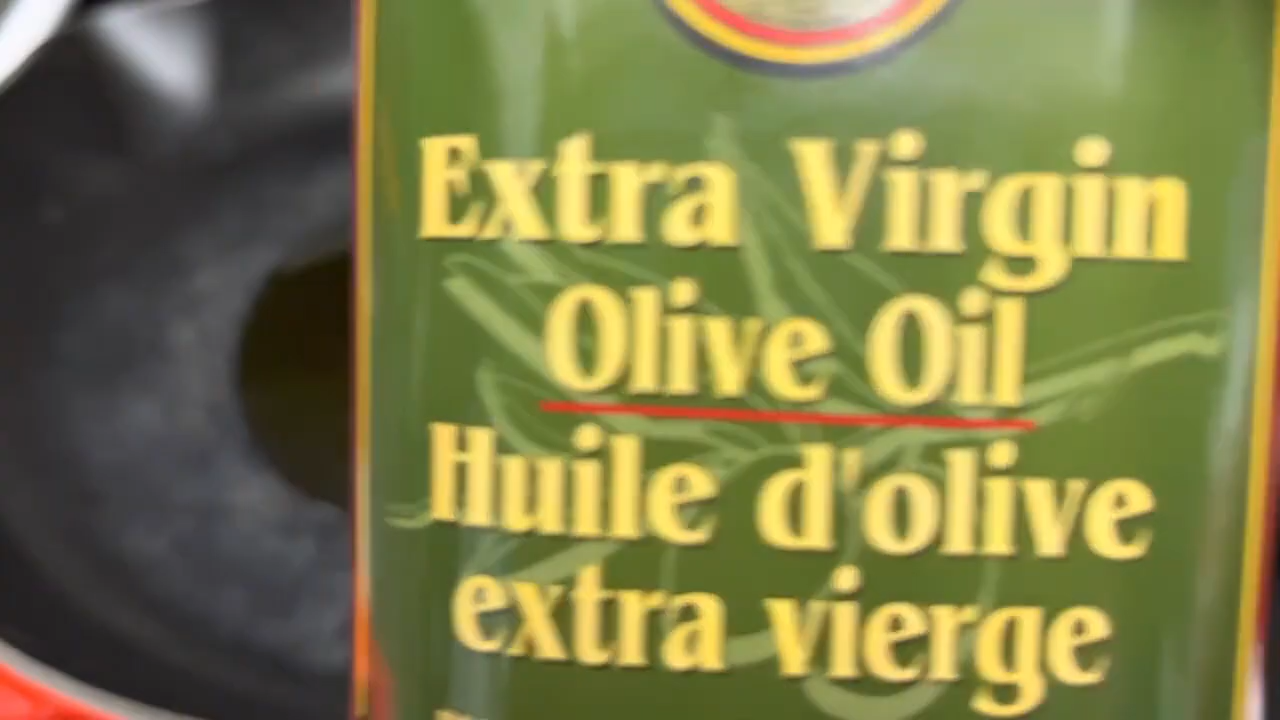 Extra Virgin
Olive Oil
Huile d'olive
extra vierge